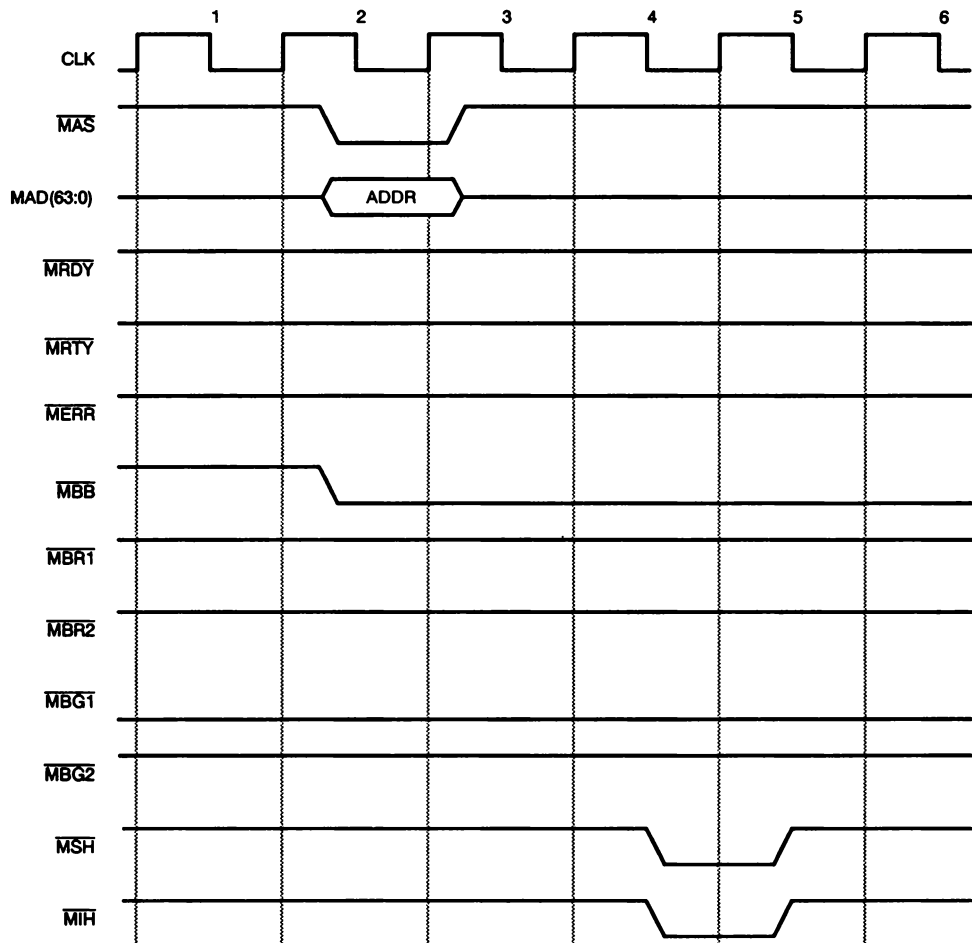 1 2 3 4 5 6
CLK
MAS
MAD(63:0) ADDR
MRDY
MRTY
MERR
MBB
MBR1
MBR2
MBG1
MBG2
MSH
MIH